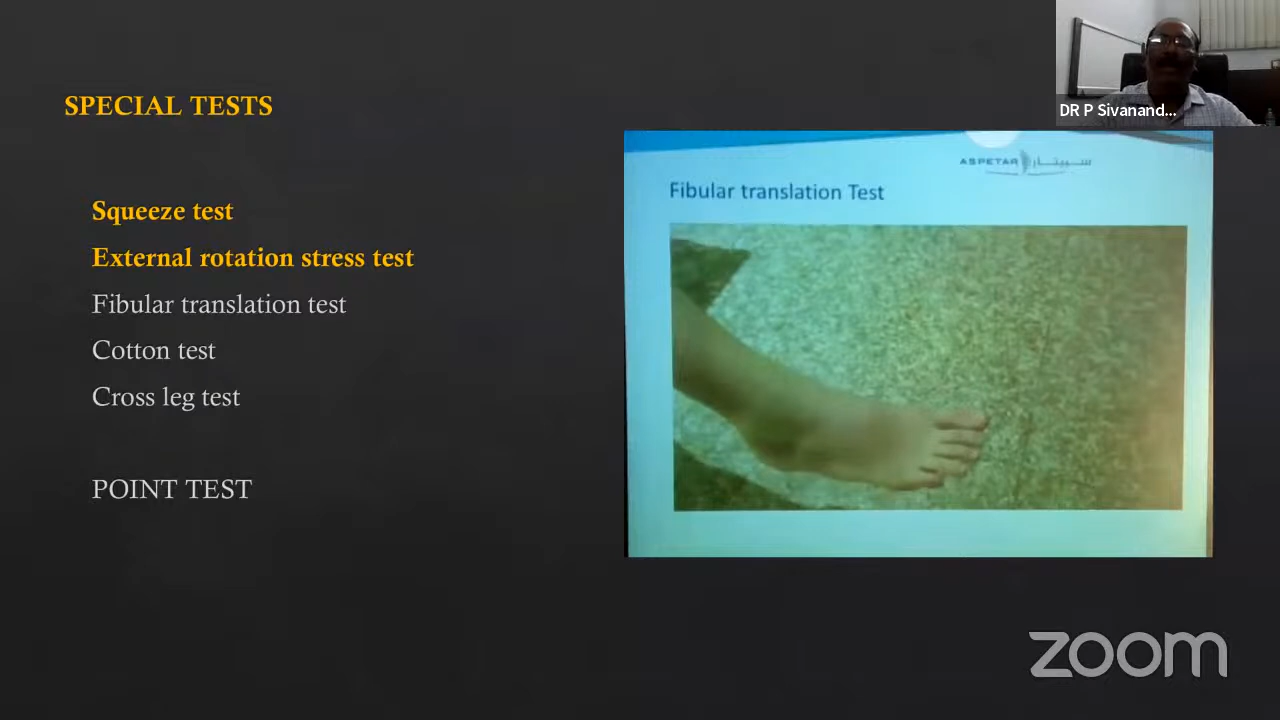 SPECIAL TESTS
Squeeze test
External rotation stress test
Fibular translation test
Cotton test
Cross leg test
POINT TEST
DR P Sivanand...
ASPETAR سبيتار
Fibular translation Test
zoom